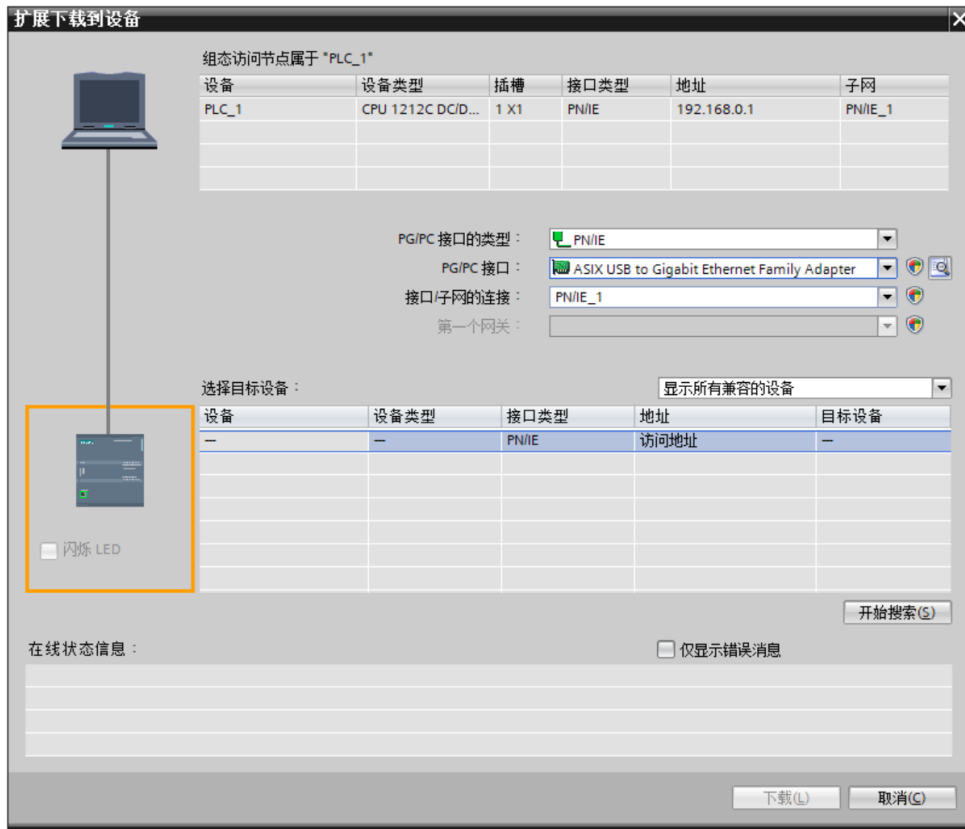 扩展下载到设备
组态访问节点属于 "PLC_1"
设备 设备类型 插槽 接口类型 地址 子网
PLC_1 CPU 1212C DC/D... 1 X1 PN/IE 192.168.0.1 PN/IE_1
PG/PC 接口的类型： PN/IE
PG/PC 接口： ASIX USB to Gigabit Ethernet Family Adapter
接口/子网的连接： PN/IE_1
第一个网关：
选择目标设备： 显示所有兼容的设备
设备 设备类型 接口类型 地址 目标设备
— — PN/IE 访问地址 —
闪烁 LED
开始搜索(S)
在线状态信息： 仅显示错误消息
下载(L) 取消(C)